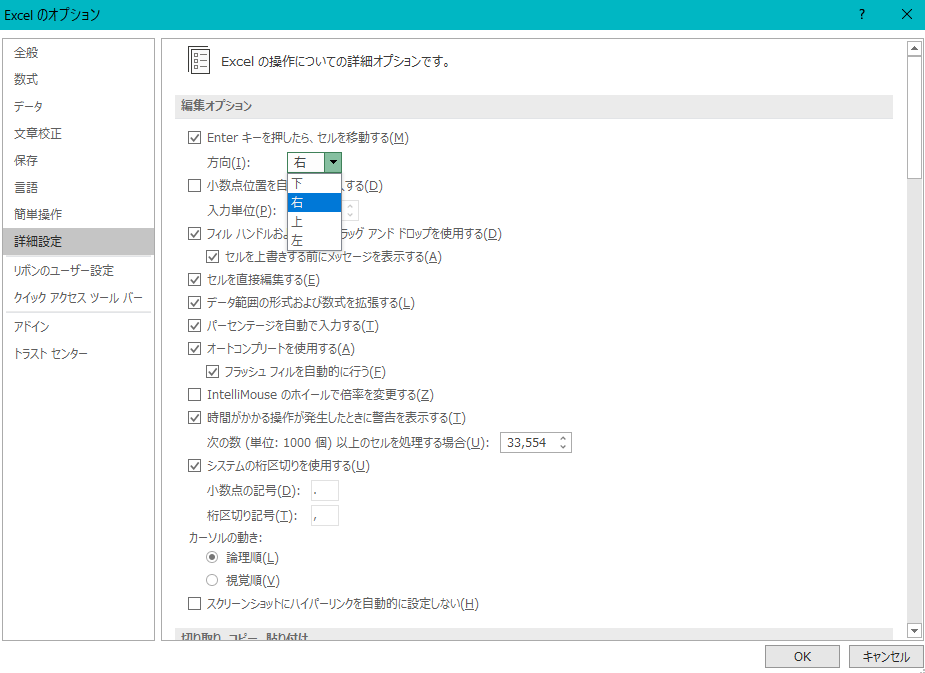 Excel のオプション
?
全般
数式
データ
文章校正
保存
言語
簡単操作
詳細設定
リボンのユーザー設定
クイック アクセス ツール バー
アドイン
トラスト センター
Excel の操作についての詳細オプションです。
編集オプション
Enter キーを押したら、セルを移動する(M)
方向(I): 右
下
右
上
左
小数点位置を自 入する(D)
入力単位(P):
フィル ハンドルおよ ラッグ アンド ドロップを使用する(D)
セルを上書きする前にメッセージを表示する(A)
セルを直接編集する(E)
データ範囲の形式および数式を拡張する(L)
パーセンテージを自動で入力する(T)
オートコンプリートを使用する(A)
フラッシュ フィルを自動的に行う(F)
IntelliMouse のホイールで倍率を変更する(Z)
時間がかかる操作が発生したときに警告を表示する(T)
次の数 (単位: 1000 個) 以上のセルを処理する場合(U): 33,554
システムの桁区切りを使用する(U)
小数点の記号(D): .
桁区切り記号(T): ,
カーソルの動き:
論理順(L)
視覚順(V)
スクリーンショットにハイパーリンクを自動的に設定しない(H)
切り取り、コピー、貼り付け
OK
キャンセル